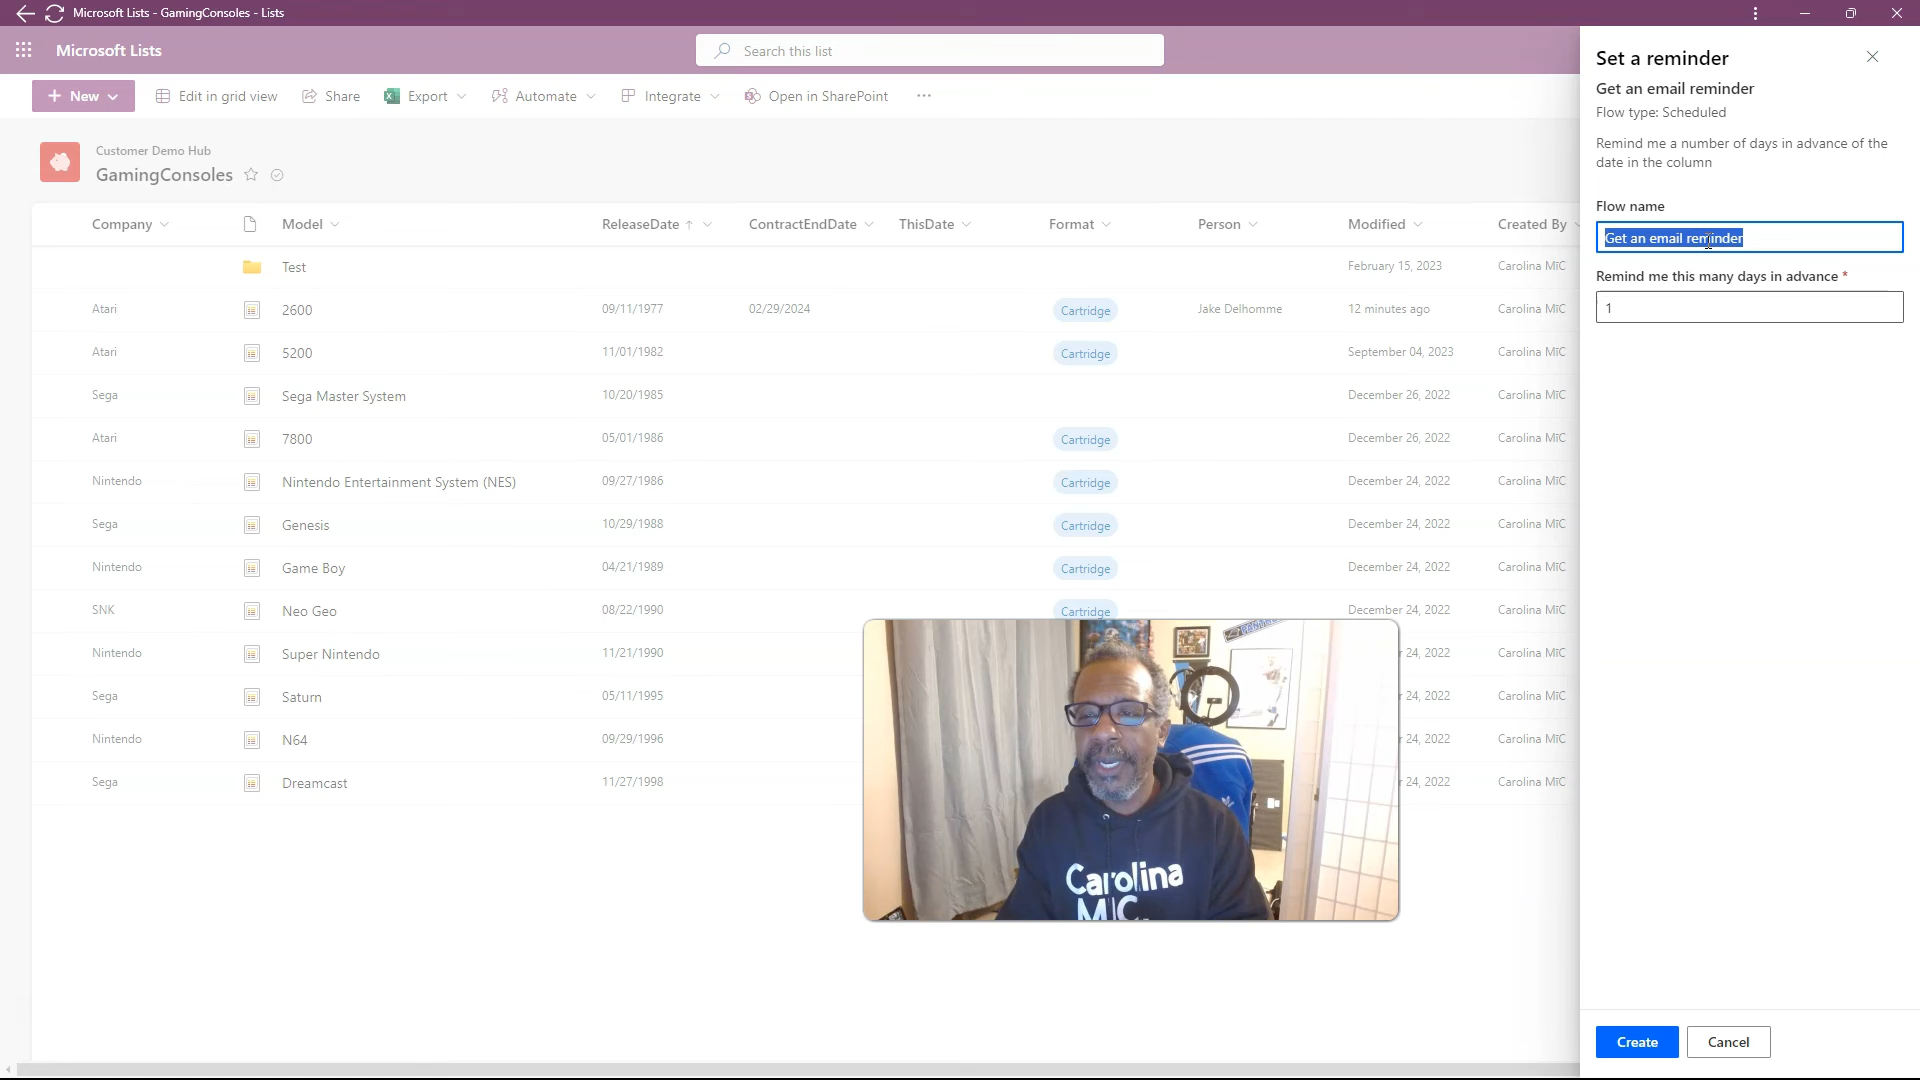 Microsoft Lists - GamingConsoles - Lists
Microsoft Lists
Search this list
New
Edit in grid view
Share
Export
Automate
Integrate
Open in SharePoint
Customer Demo Hub
GamingConsoles
Company Model ReleaseDate ContractEndDate ThisDate Format Person Modified Created By
Test February 15, 2023 Carolina MIC
Atari 2600 09/11/1977 02/29/2024 Cartridge Jake Delhomme 12 minutes ago Carolina MIC
Atari 5200 11/01/1982 Cartridge September 04, 2023 Carolina MIC
Sega Sega Master System 10/20/1985 December 26, 2022 Carolina MIC
Atari 7800 05/01/1986 Cartridge December 26, 2022 Carolina MIC
Nintendo Nintendo Entertainment System (NES) 09/27/1986 Cartridge December 24, 2022 Carolina MIC
Sega Genesis 10/29/1988 Cartridge December 24, 2022 Carolina MIC
Nintendo Game Boy 04/21/1989 Cartridge December 24, 2022 Carolina MIC
SNK Neo Geo 08/22/1990 Cartridge December 24, 2022 Carolina MIC
Nintendo Super Nintendo 11/21/1990 24, 2022 Carolina MIC
Sega Saturn 05/11/1995 24, 2022 Carolina MIC
Nintendo N64 09/29/1996 24, 2022 Carolina MIC
Sega Dreamcast 11/27/1998 24, 2022 Carolina MIC
Carolina
MIC
Set a reminder
Get an email reminder
Flow type: Scheduled
Remind me a number of days in advance of the
date in the column
Flow name
Get an email reminder
Remind me this many days in advance *
1
Create
Cancel